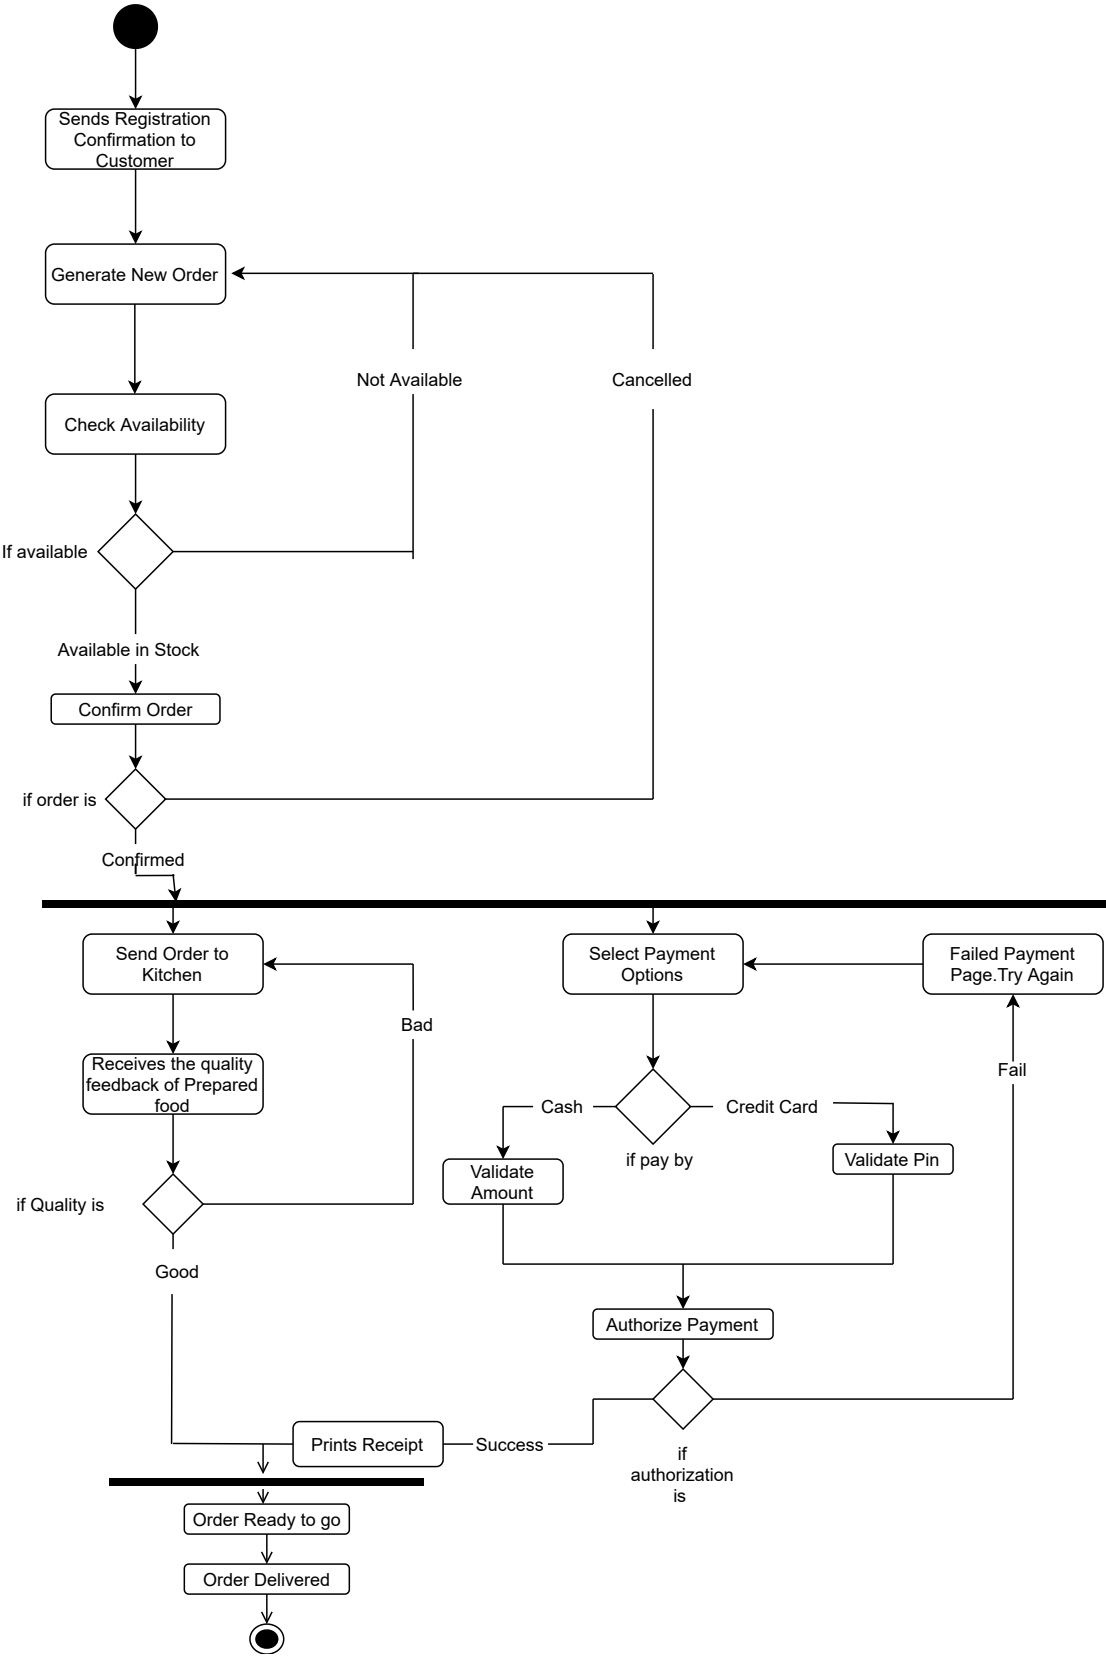 Sends Registration
Confirmation to
Customer
Generate New Order
Not Available
Cancelled
Check Availability
If available
Available in Stock
Confirm Order
if order is
Confirmed
Send Order to
Kitchen
Select Payment
Options
Failed Payment
Page.Try Again
Bad
Receives the quality
feedback of Prepared
food
Fail
Cash
Credit Card
if pay by
Validate
Amount
Validate Pin
if Quality is
Good
Authorize Payment
Prints Receipt
Success
if
authorization
is
Order Ready to go
Order Delivered